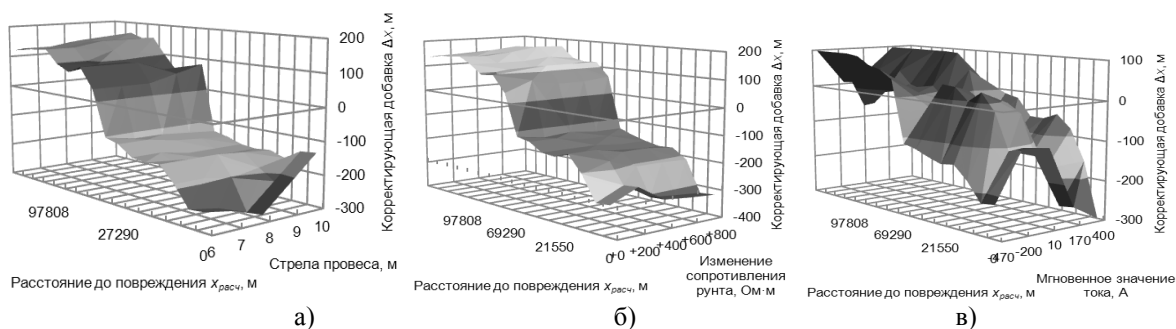 200
100
0
-100
-200
-300
Корректирующая добавка Δx, м
97808
27290
0
6
7
8
9
10
Стрела провеса, м
Расстояние до повреждения xрасч, м
а)
200
100
0
-100
-200
-300
-400
Корректирующая добавка Δx, м
97808
69290
21550
0
+0
+200
+400
+600
+800
Изменение
сопротивления
рунта, Ом·м
Расстояние до повреждения xрасч, м
б)
100
0
-100
-200
-300
Корректирующая добавка Δx, м
97808
69290
21550
-470
-200
10
170
400
Мгновенное значение
тока, А
Расстояние до повреждения xрасч, м
в)